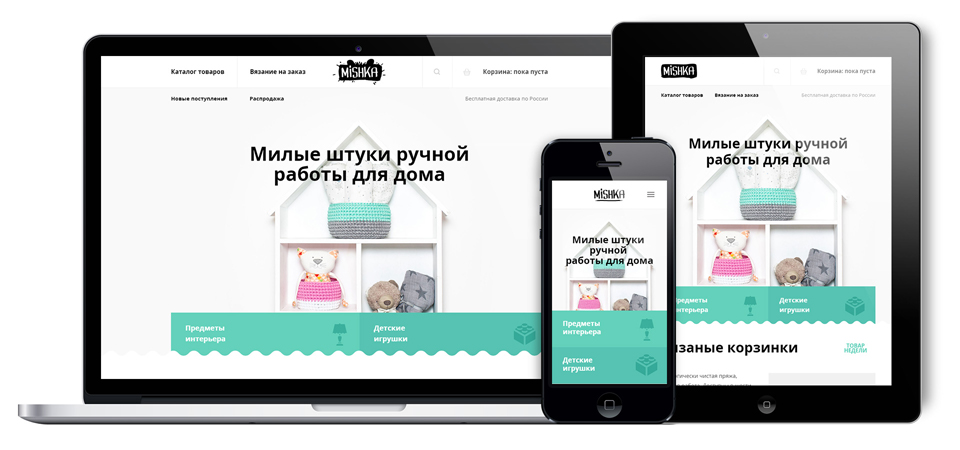 Каталог товаров
Вязание на заказ
MiSHKA
Корзина: пока пуста
Новые поступления
Распродажа
Бесплатная доставка по России
Милые штуки ручной
работы для дома
Предметы
интерьера
Детские
игрушки
MiSHKA
Милые штуки
ручной
работы для дома
Предметы
интерьера
Детские
игрушки
MiSHKA
Корзина: пока пуста
Каталог товаров
Вязание на заказ
Бесплатная доставка по России
Милые штуки ручной
работы для дома
Предметы
интерьера
Детские
игрушки
язаные корзинки
ТОВАР
НЕДЕЛИ
чистая пряжа,